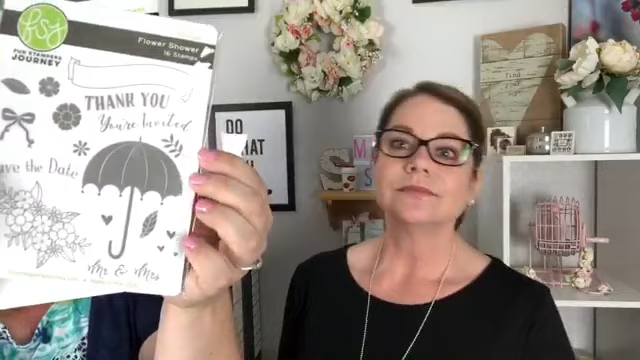 fsj
FUN STAMPERS
JOURNEY
Flower Shower
16 Stamps
THANK YOU
You're Invited
ave the Date
Mr & Mrs
DO
WHAT